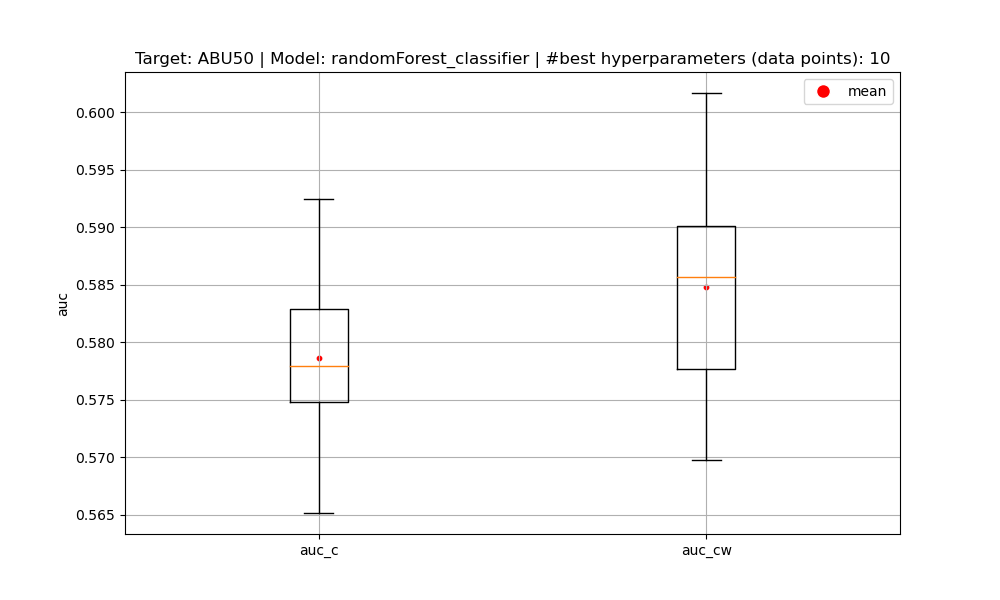 Target: ABU50 | Model: randomForest_classifier | #best hyperparameters (data points): 10
mean
0.600
0.595
0.590
0.585
0.580
0.575
0.570
0.565
auc
auc_c
auc_cw